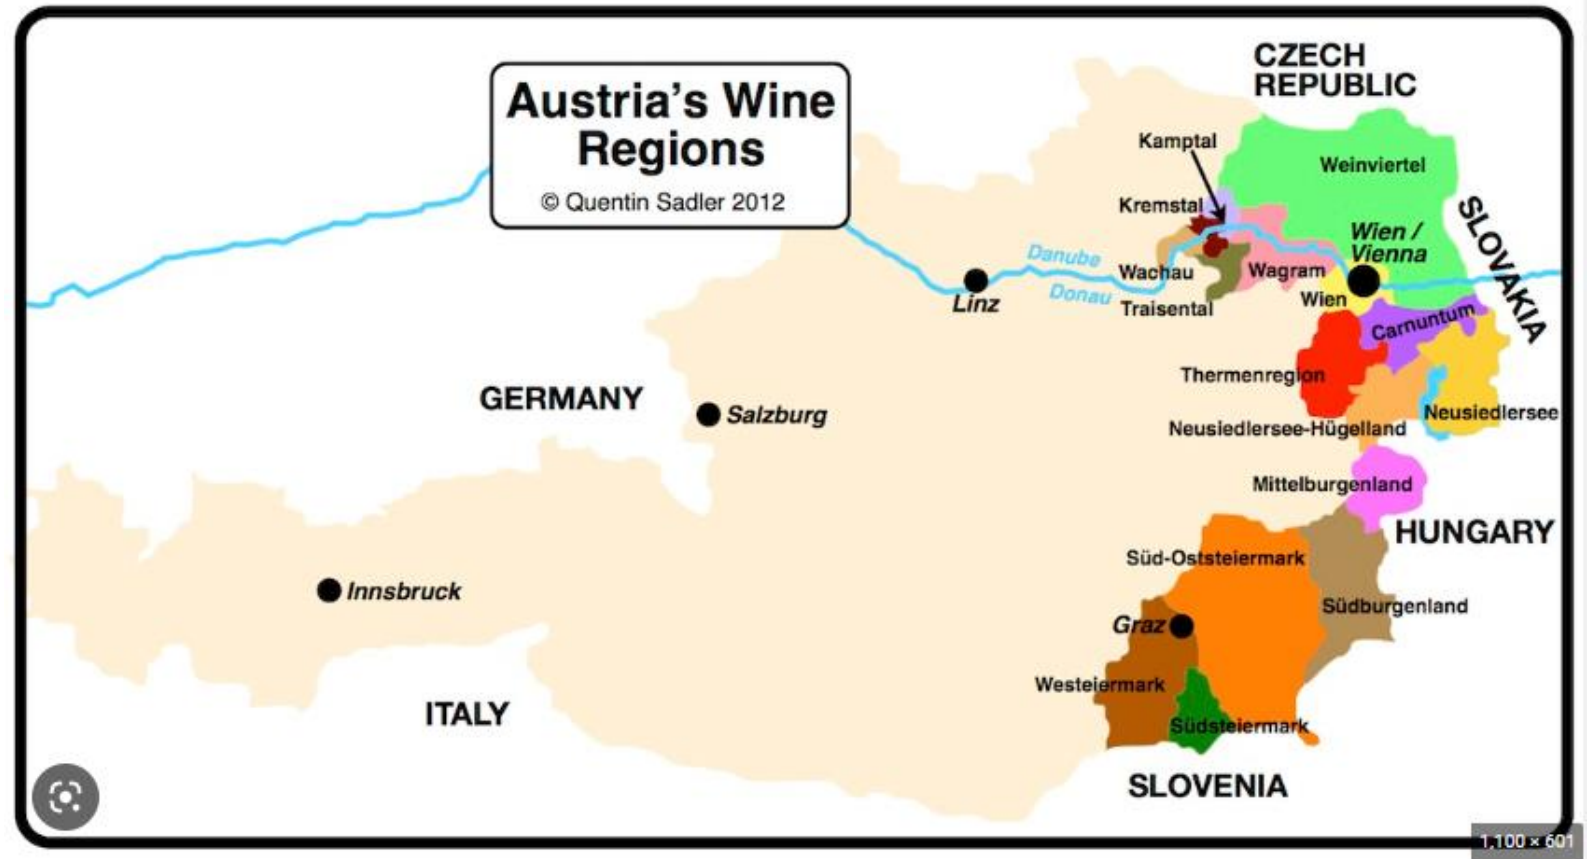 Austria's Wine
Regions
© Quentin Sadler 2012
CZECH
REPUBLIC
Kamptal
Weinviertel
Kremstal
SLOVAKIA
Wien /
Vienna
Danube
Wachau
Wagram
Donau
Linz
Traisental
Wien
Carnuntum
Thermenregion
GERMANY
Salzburg
Neusiedlersee
Neusiedlersee-Hügelland
Mittelburgenland
HUNGARY
Süd-Oststeiermark
Innsbruck
Südburgenland
Graz
Westeiermark
ITALY
Südsteiermark
SLOVENIA
1,100 × 601